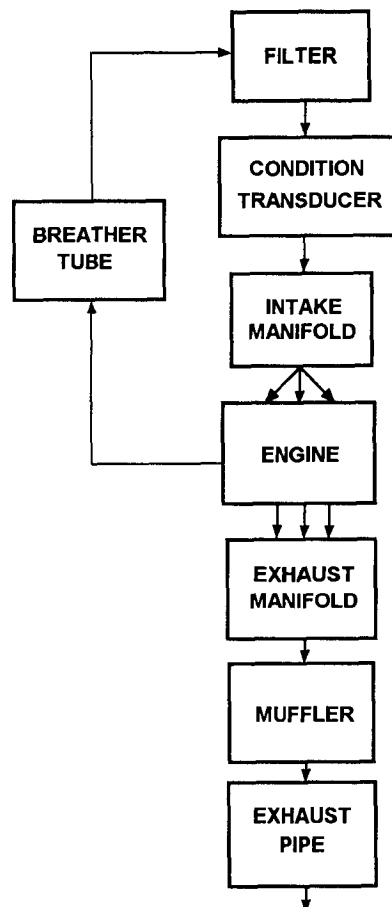 FILTER
CONDITION
TRANSDUCER
BREATHER
TUBE
INTAKE
MANIFOLD
ENGINE
EXHAUST
MANIFOLD
MUFFLER
EXHAUST
PIPE